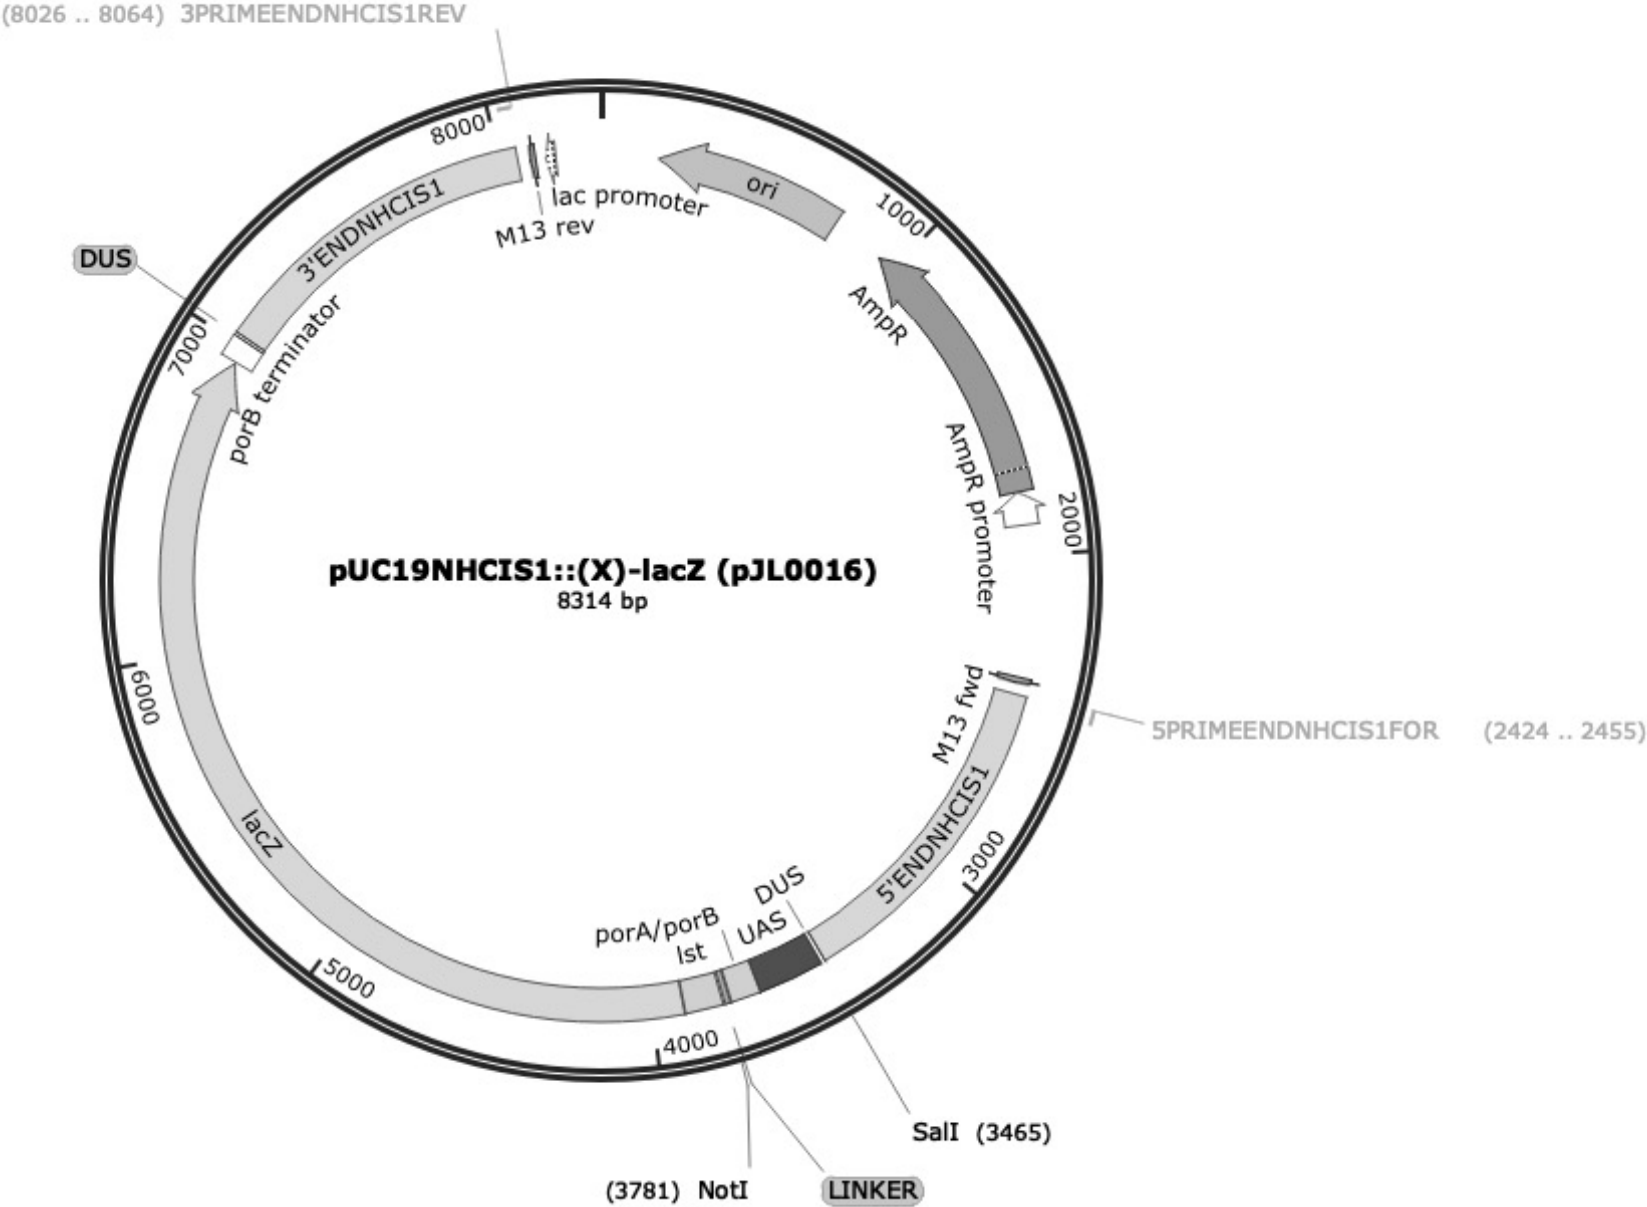 (8026 .. 8064) 3PRIMEENDNHCIS1REV
8000
lac promoter
M13 rev
ori
1000
3'ENDNHCIS1
DUS
7000
porB terminator
AmpR
AmpR promoter
2000
pUC19NHCIS1::(X)-lacZ (pJL0016)
8314 bp
6000
M13 fwd
5PRIMEENDNHCIS1FOR (2424 .. 2455)
5'ENDNHCIS1
3000
lacZ
DUS
UAS
porA/porB
lst
5000
4000
SalI (3465)
(3781) NotI
LINKER